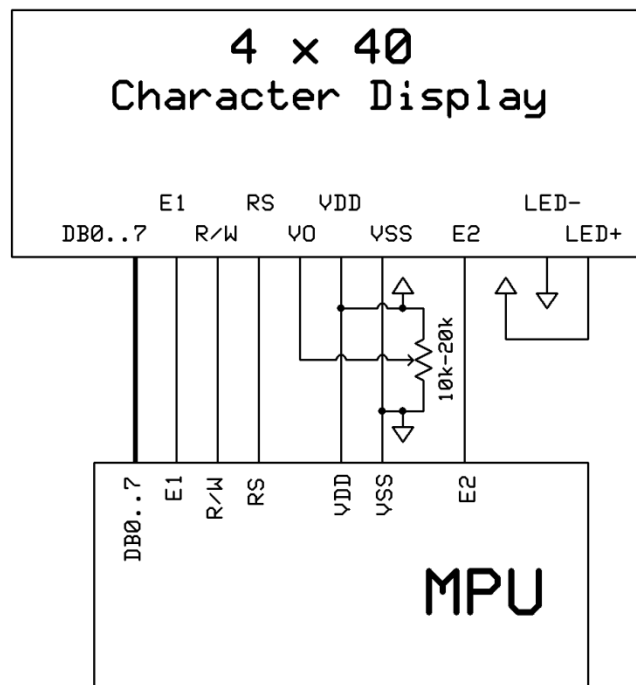 4 x 40
Character Display
E1 RS VDD LED-
DB0..7 R/W VO VSS E2 LED+
10k-20k
DB0..7 E1 R/W RS VDD VSS E2
MPU